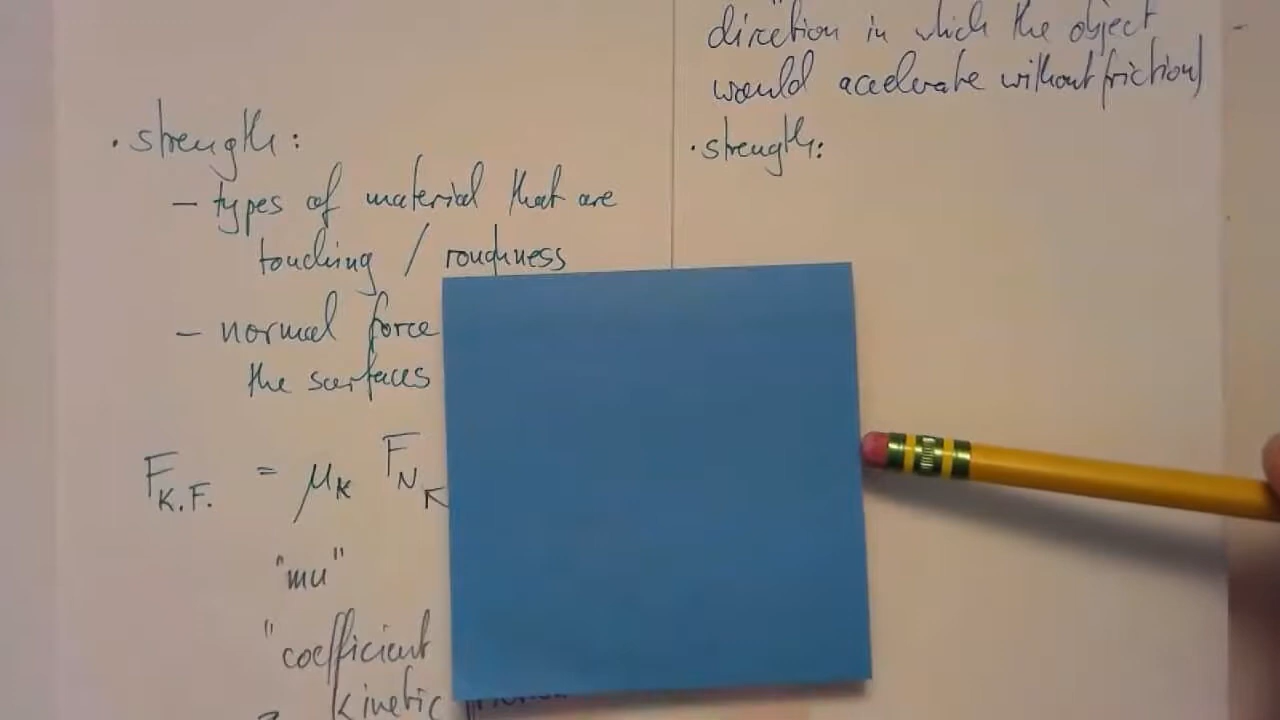 direction in which the object
would acelerate without friction)
· strength:
· strength:
– types of material that are
touching / roughness
– normal force
the surfaces
F K.F. = μK FN
"mu"
"coefficient
kinetic